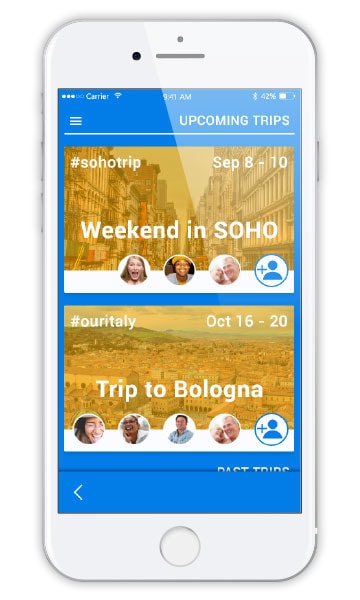 Carrier 9:41 AM 42%
UPCOMING TRIPS
#sohotrip Sep 8 - 10
Weekend in SOHO
#ouritaly Oct 16 - 20
Trip to Bologna
PAST TRIPS